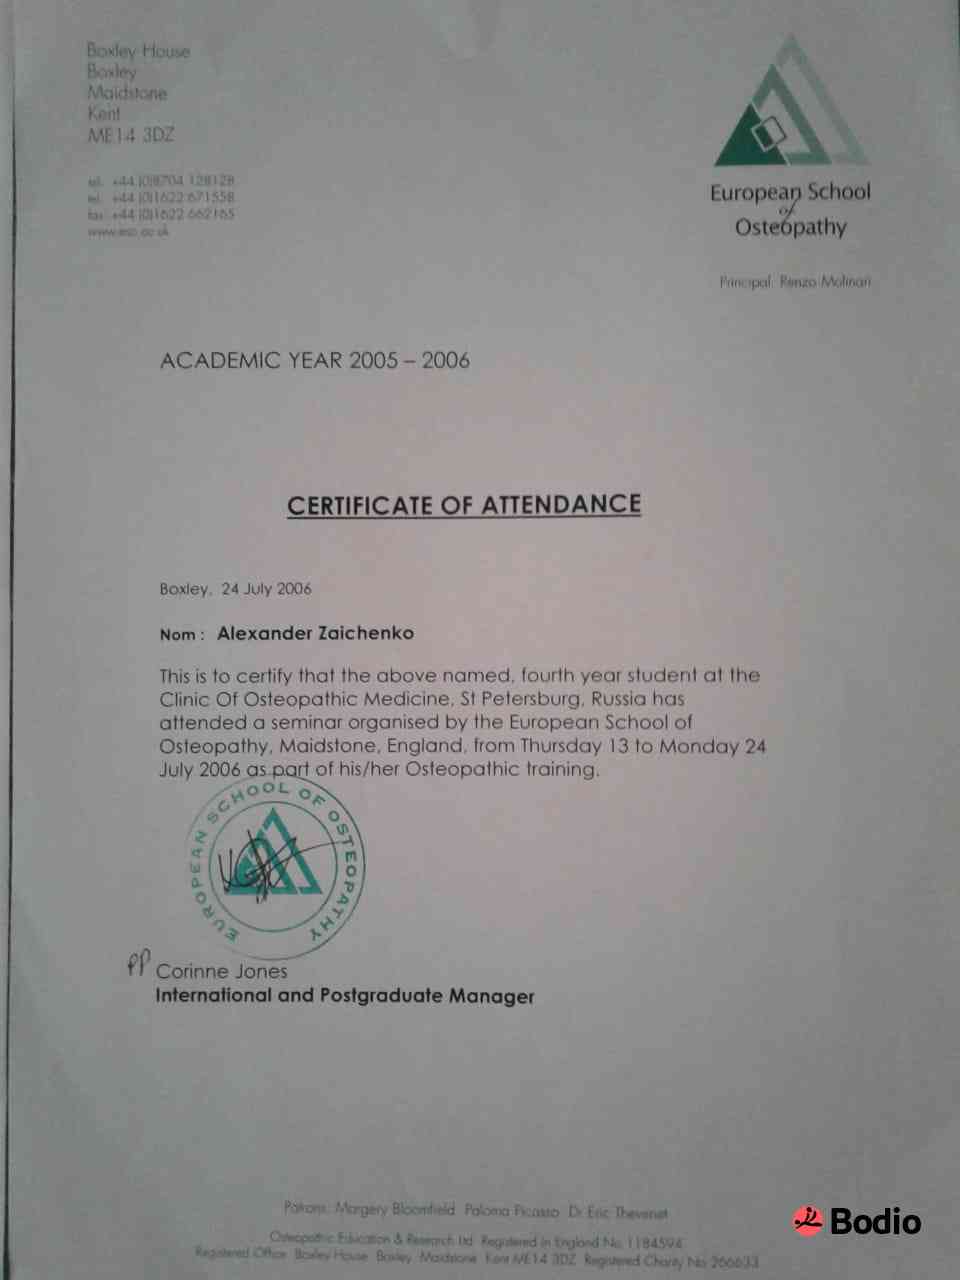 Boxley House
Boxley
Maidstone
Kent
ME14 3DZ
tel: +44 (0)8704 128128
tel: +44 (0)1622 671558
fax: +44 (0)1622 662165
www.eso.ac.uk
European School
of
Osteopathy
Principal: Renzo Molinari
ACADEMIC YEAR 2005 – 2006
CERTIFICATE OF ATTENDANCE
Boxley, 24 July 2006
Nom : Alexander Zaichenko
This is to certify that the above named, fourth year student at the
Clinic Of Osteopathic Medicine, St Petersburg, Russia has
attended a seminar organised by the European School of
Osteopathy, Maidstone, England, from Thursday 13 to Monday 24
July 2006 as part of his/her Osteopathic training.
EUROPEAN SCHOOL OF OSTEOPATHY
PP Corinne Jones
International and Postgraduate Manager
Patrons: Margery Bloomfield Paloma Picasso Dr Eric Thevenet
Osteopathic Education & Research Ltd Registered in England No. 1184594
Registered Office: Boxley House Boxley Maidstone Kent ME14 3DZ Registered Charity No 266633
Bodio